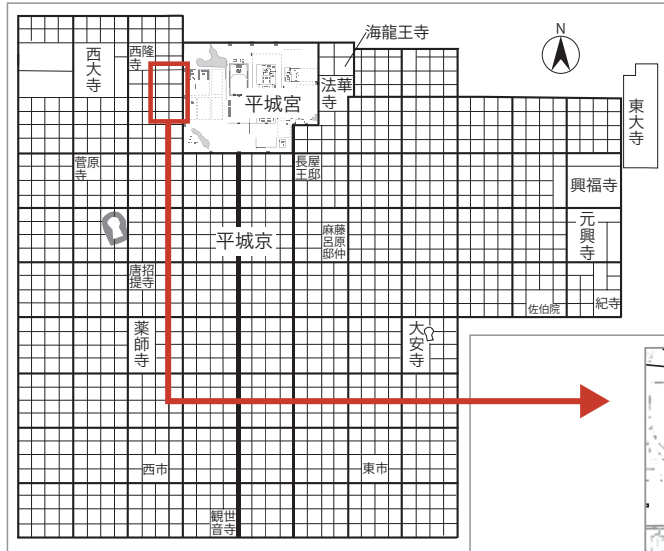 海龍王寺
N
西大寺
西隆寺
平城宮
法華寺
東大寺
菅原寺
長屋王邸
興福寺
平城京
藤原仲麻呂邸
元興寺
唐招提寺
佐伯院
紀寺
薬師寺
大安寺
西市
東市
観世音寺